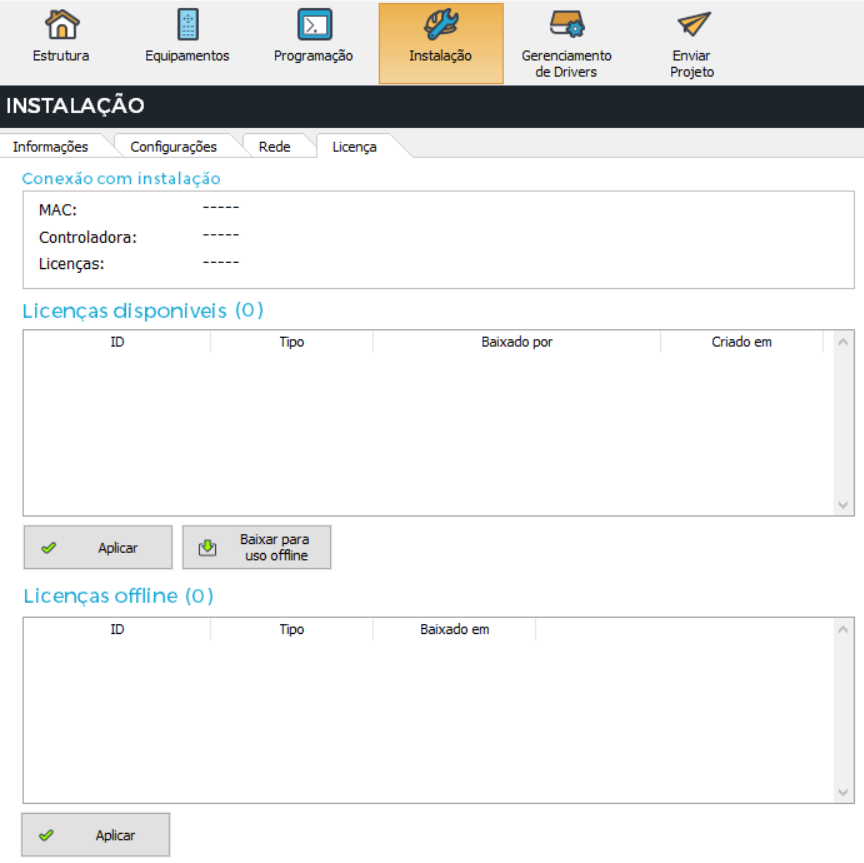 Estrutura
Equipamentos
Programação
Instalação
Gerenciamento
de Drivers
Enviar
Projeto
INSTALAÇÃO
Informações
Configurações
Rede
Licença
Conexão com instalação
MAC: -----
Controladora: -----
Licenças: -----
Licenças disponiveis (0)
ID Tipo Baixado por Criado em
Aplicar
Baixar para
uso offline
Licenças offline (0)
ID Tipo Baixado em
Aplicar